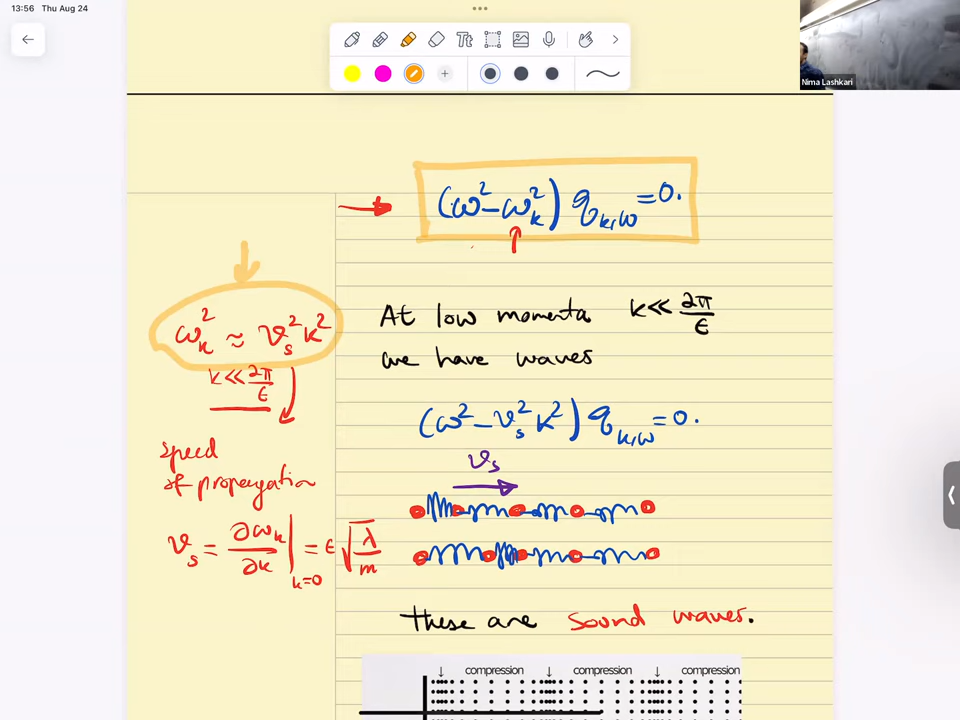 13:56 Thu Aug 24
Tt
Nima Lashkari
(ω² − ω_k²) q_{k,ω} = 0.
ω_k² ≈ v_s² k²
k ≪ 2π/ϵ
speed
of propagation
v_s = ∂ω_k/∂k |_{k=0} = ϵ √(λ/m)
At low momenta k ≪ 2π/ϵ
we have waves
(ω² − v_s² k²) q_{k,ω} = 0.
v_s
These are sound waves.
↓ compression ↓ compression ↓ compression